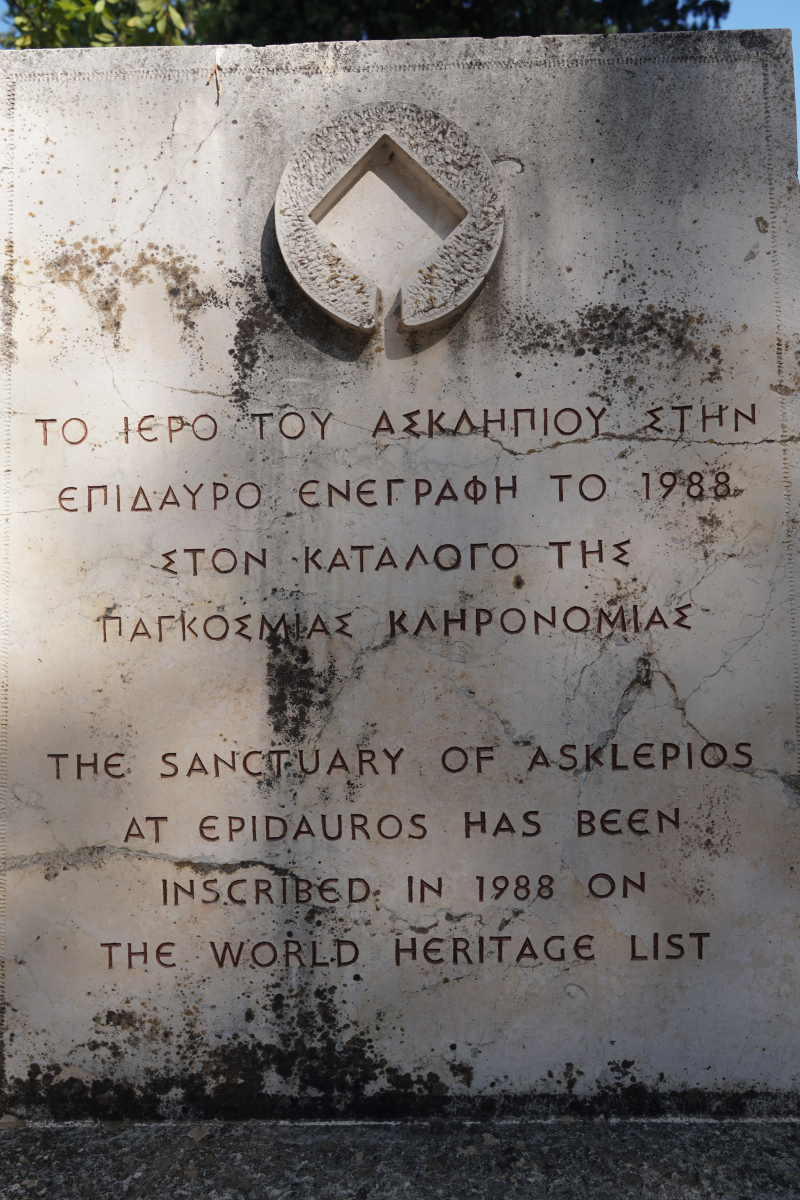 ΤΟ ΙΕΡΟ ΤΟΥ ΑΣΚΛΗΠΙΟΥ ΣΤΗΝ
ΕΠΙΔΑΥΡΟ ΕΝΕΓΡΑΦΗ ΤΟ 1988
ΣΤΟΝ ΚΑΤΑΛΟΓΟ ΤΗΣ
ΠΑΓΚΟΣΜΙΑΣ ΚΛΗΡΟΝΟΜΙΑΣ
THE SANCTUARY OF ASKLEPIOS
AT EPIDAUROS HAS BEEN
INSCRIBED IN 1988 ON
THE WORLD HERITAGE LIST